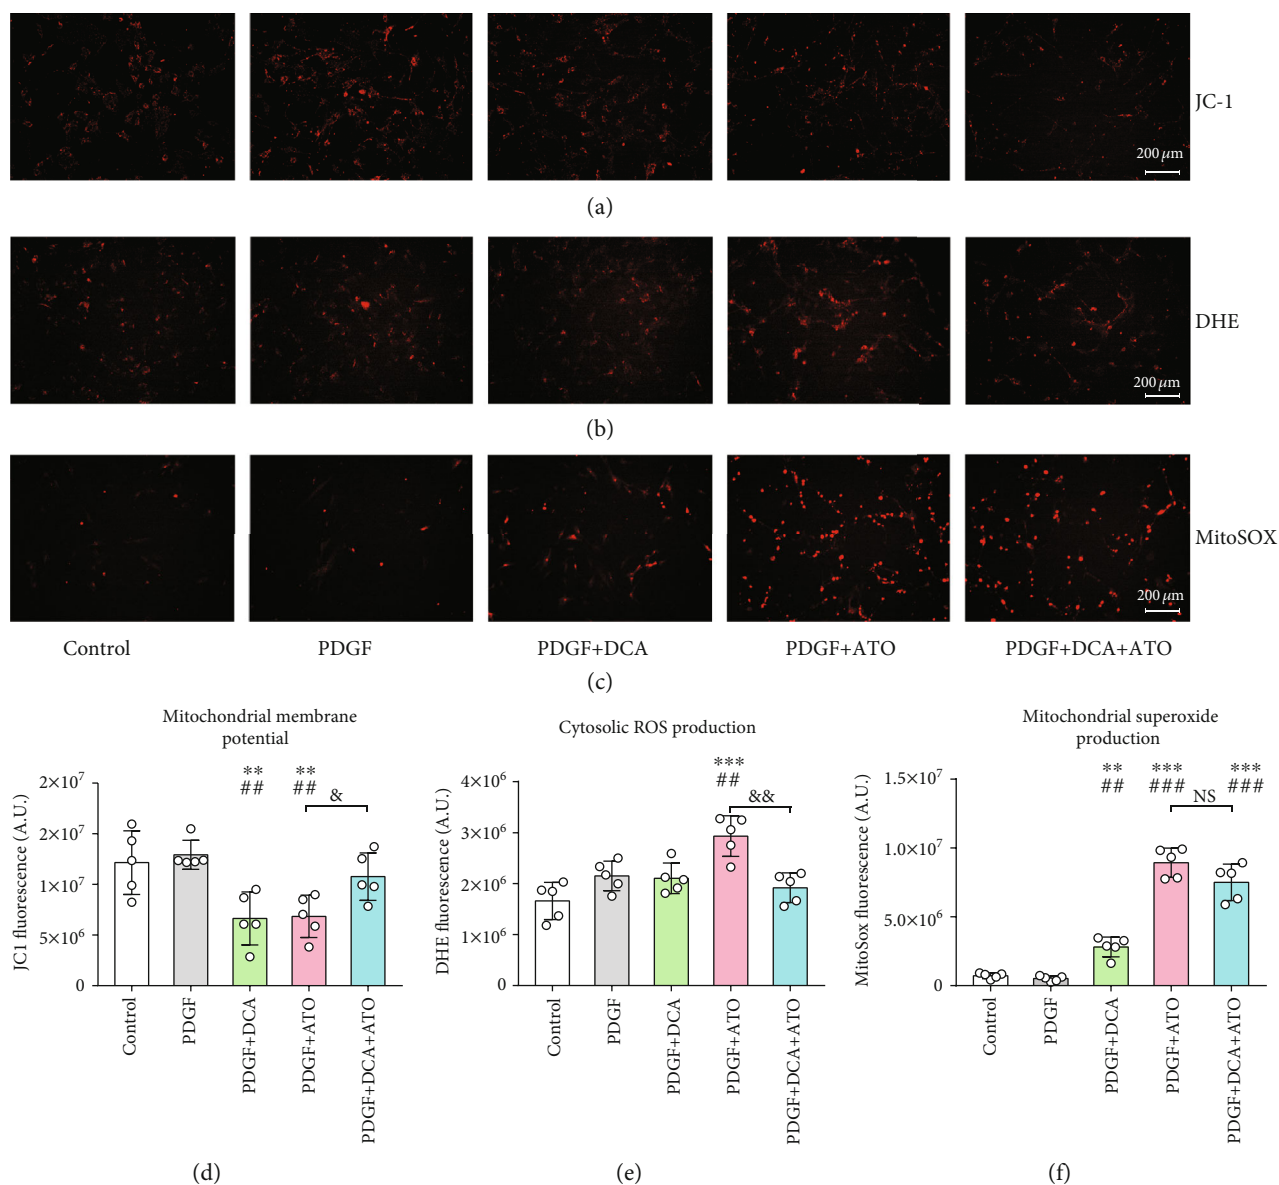 JC-1
200 μm
(a)
DHE
200 μm
(b)
MitoSOX
200 μm
Control
PDGF
PDGF+DCA
PDGF+ATO
PDGF+DCA+ATO
(c)
Mitochondrial membrane
potential
JC1 fluorescence (A.U.)
2×10⁷
2×10⁷
1×10⁷
5×10⁶
0
**
##
**
##
&
Control
PDGF
PDGF+DCA
PDGF+ATO
PDGF+DCA+ATO
(d)
Cytosolic ROS production
DHE fluorescence (A.U.)
4×10⁶
3×10⁶
2×10⁶
1×10⁶
0
***
##
&&
Control
PDGF
PDGF+DCA
PDGF+ATO
PDGF+DCA+ATO
(e)
Mitochondrial superoxide
production
MitoSox fluorescence (A.U.)
1.5×10⁷
1.0×10⁷
5.0×10⁶
0
**
##
***
###
***
###
NS
Control
PDGF
PDGF+DCA
PDGF+ATO
PDGF+DCA+ATO
(f)